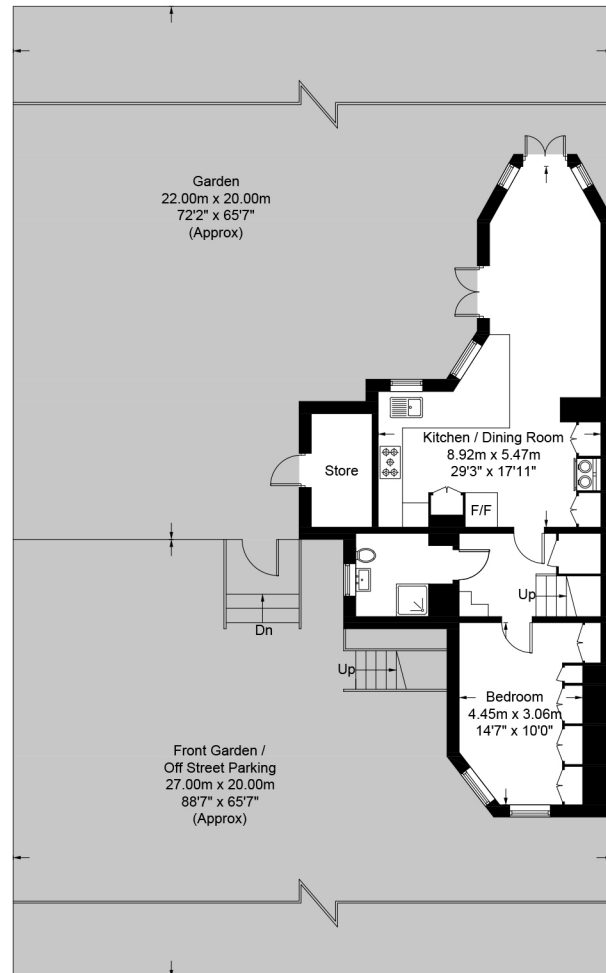 Garden
22.00m x 20.00m
72'2" x 65'7"
(Approx)
Kitchen / Dining Room
8.92m x 5.47m
29'3" x 17'11"
Store
F/F
Up
Dn
Up
Bedroom
4.45m x 3.06m
14'7" x 10'0"
Front Garden /
Off Street Parking
27.00m x 20.00m
88'7" x 65'7"
(Approx)